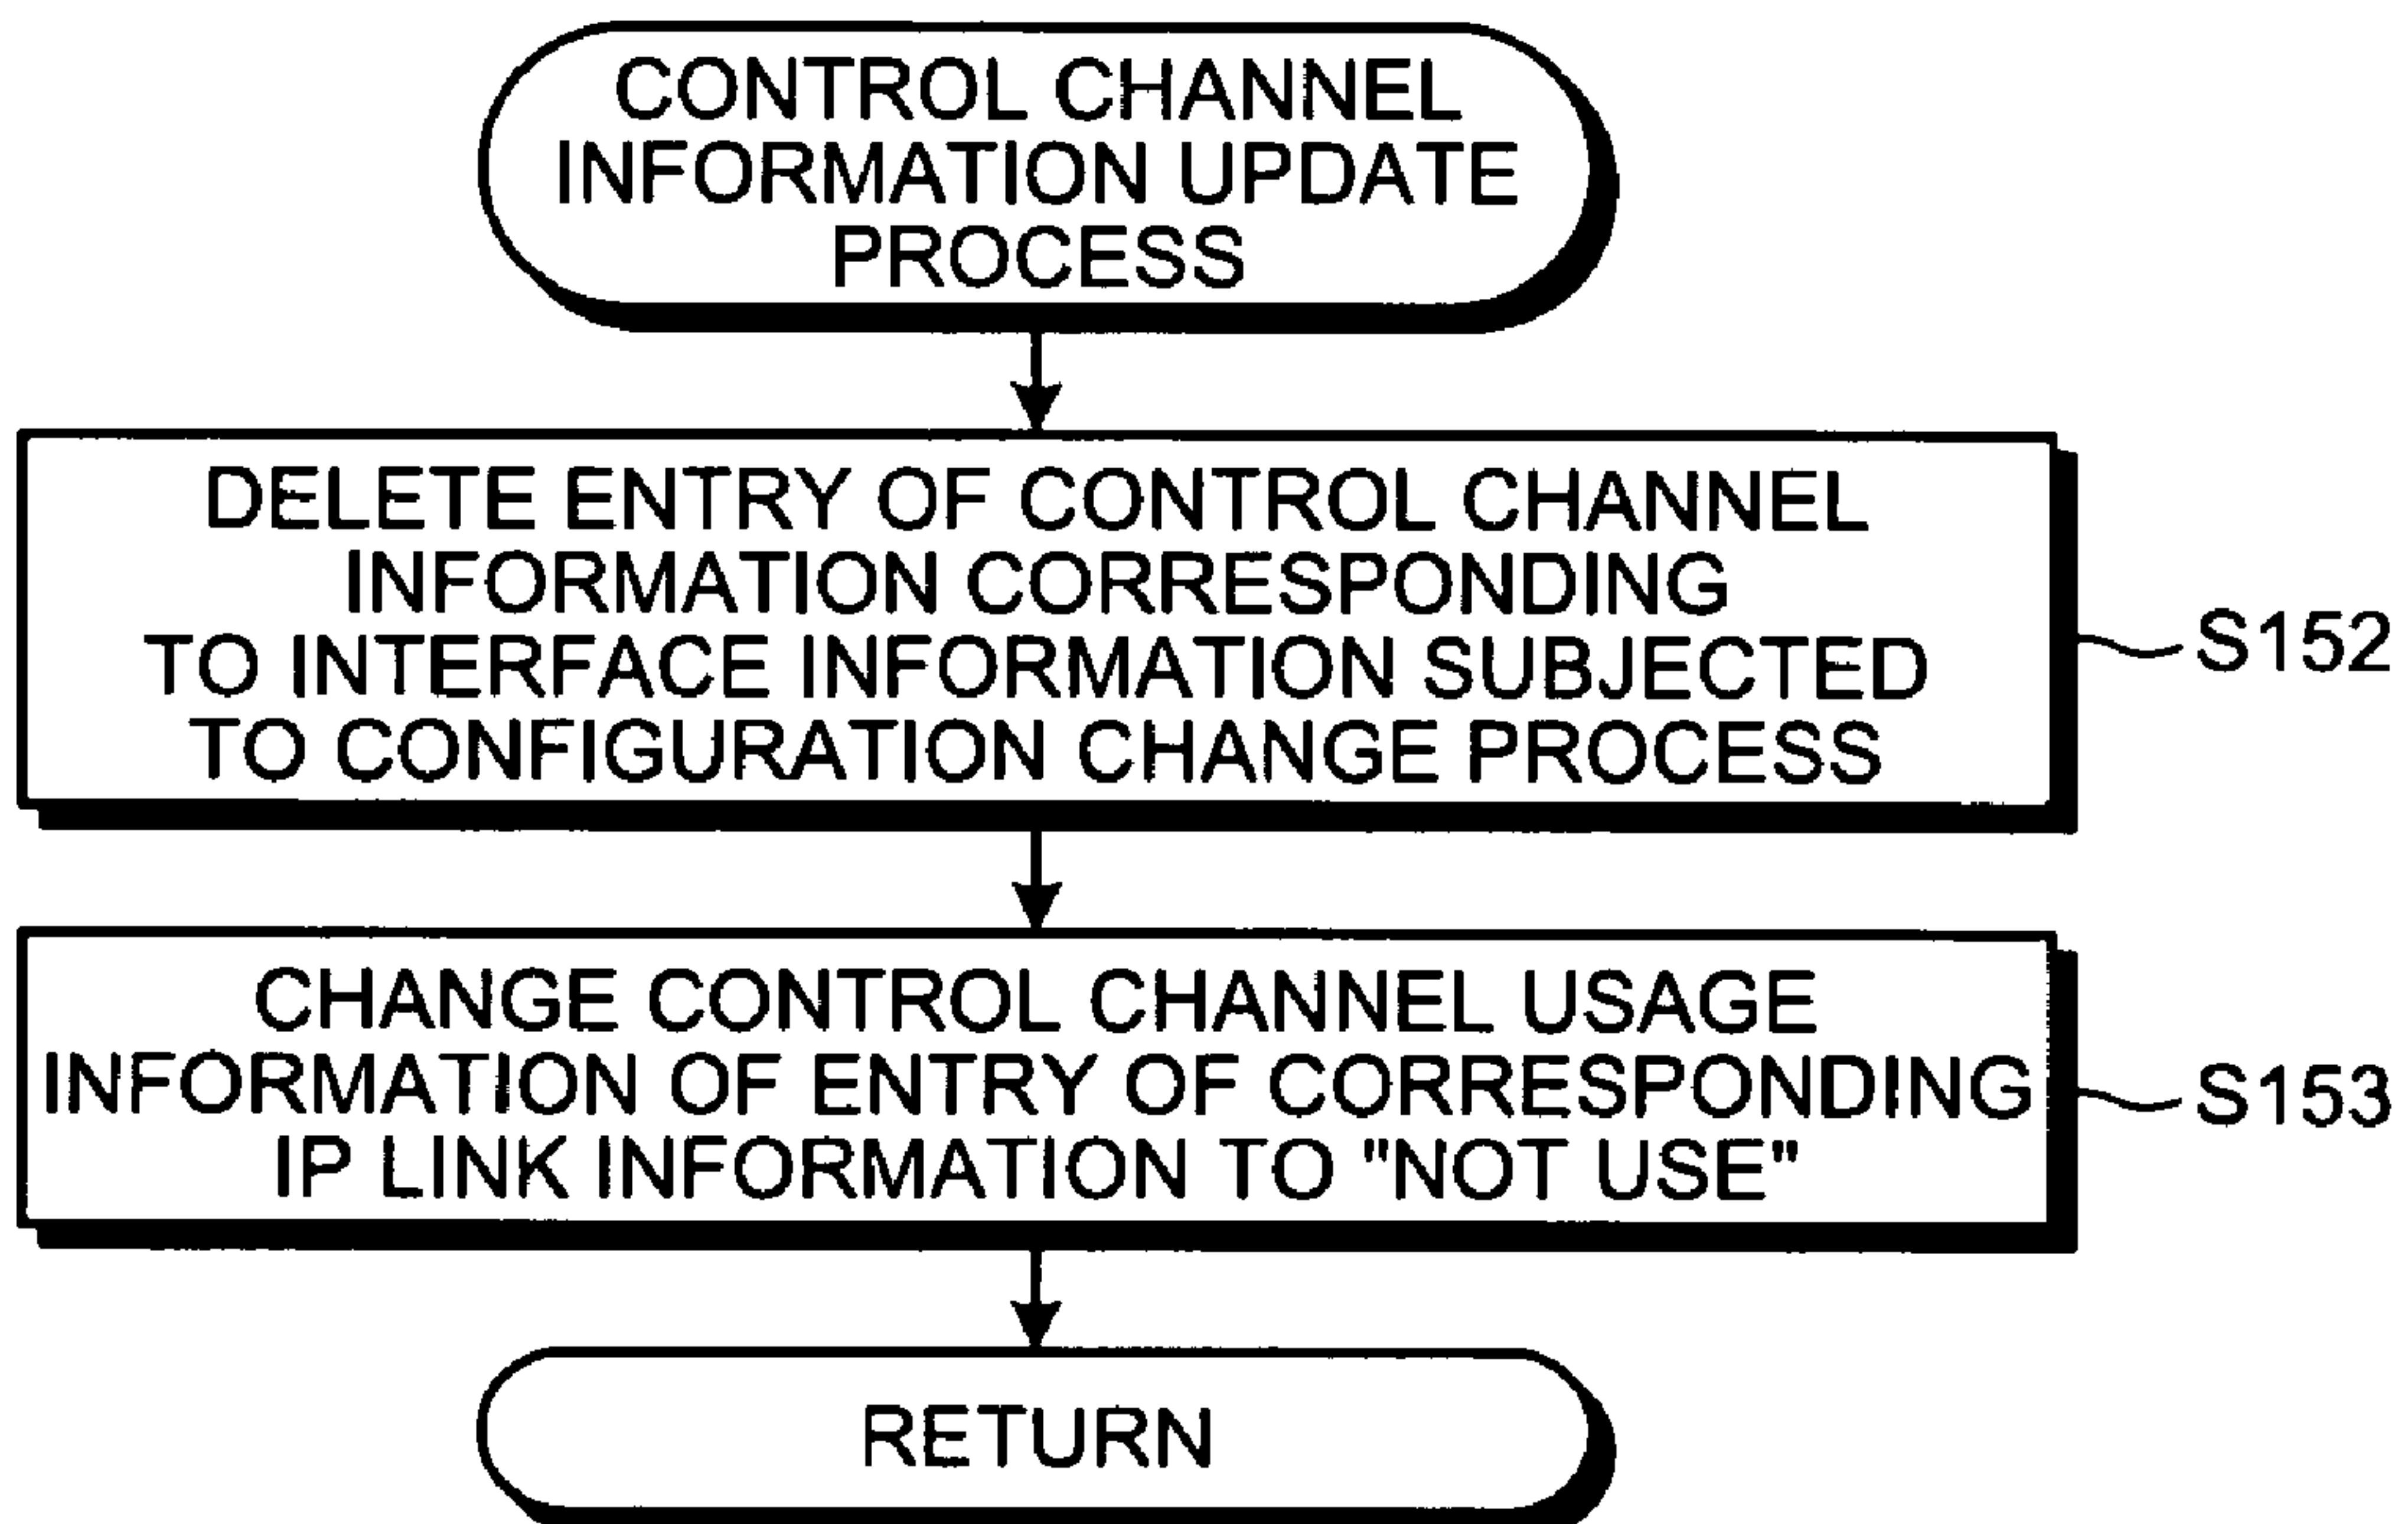 CONTROL CHANNEL
INFORMATION UPDATE
PROCESS
DELETE ENTRY OF CONTROL CHANNEL
INFORMATION CORRESPONDING
TO INTERFACE INFORMATION SUBJECTED
TO CONFIGURATION CHANGE PROCESS
S152
CHANGE CONTROL CHANNEL USAGE
INFORMATION OF ENTRY OF CORRESPONDING
IP LINK INFORMATION TO "NOT USE"
S153
RETURN